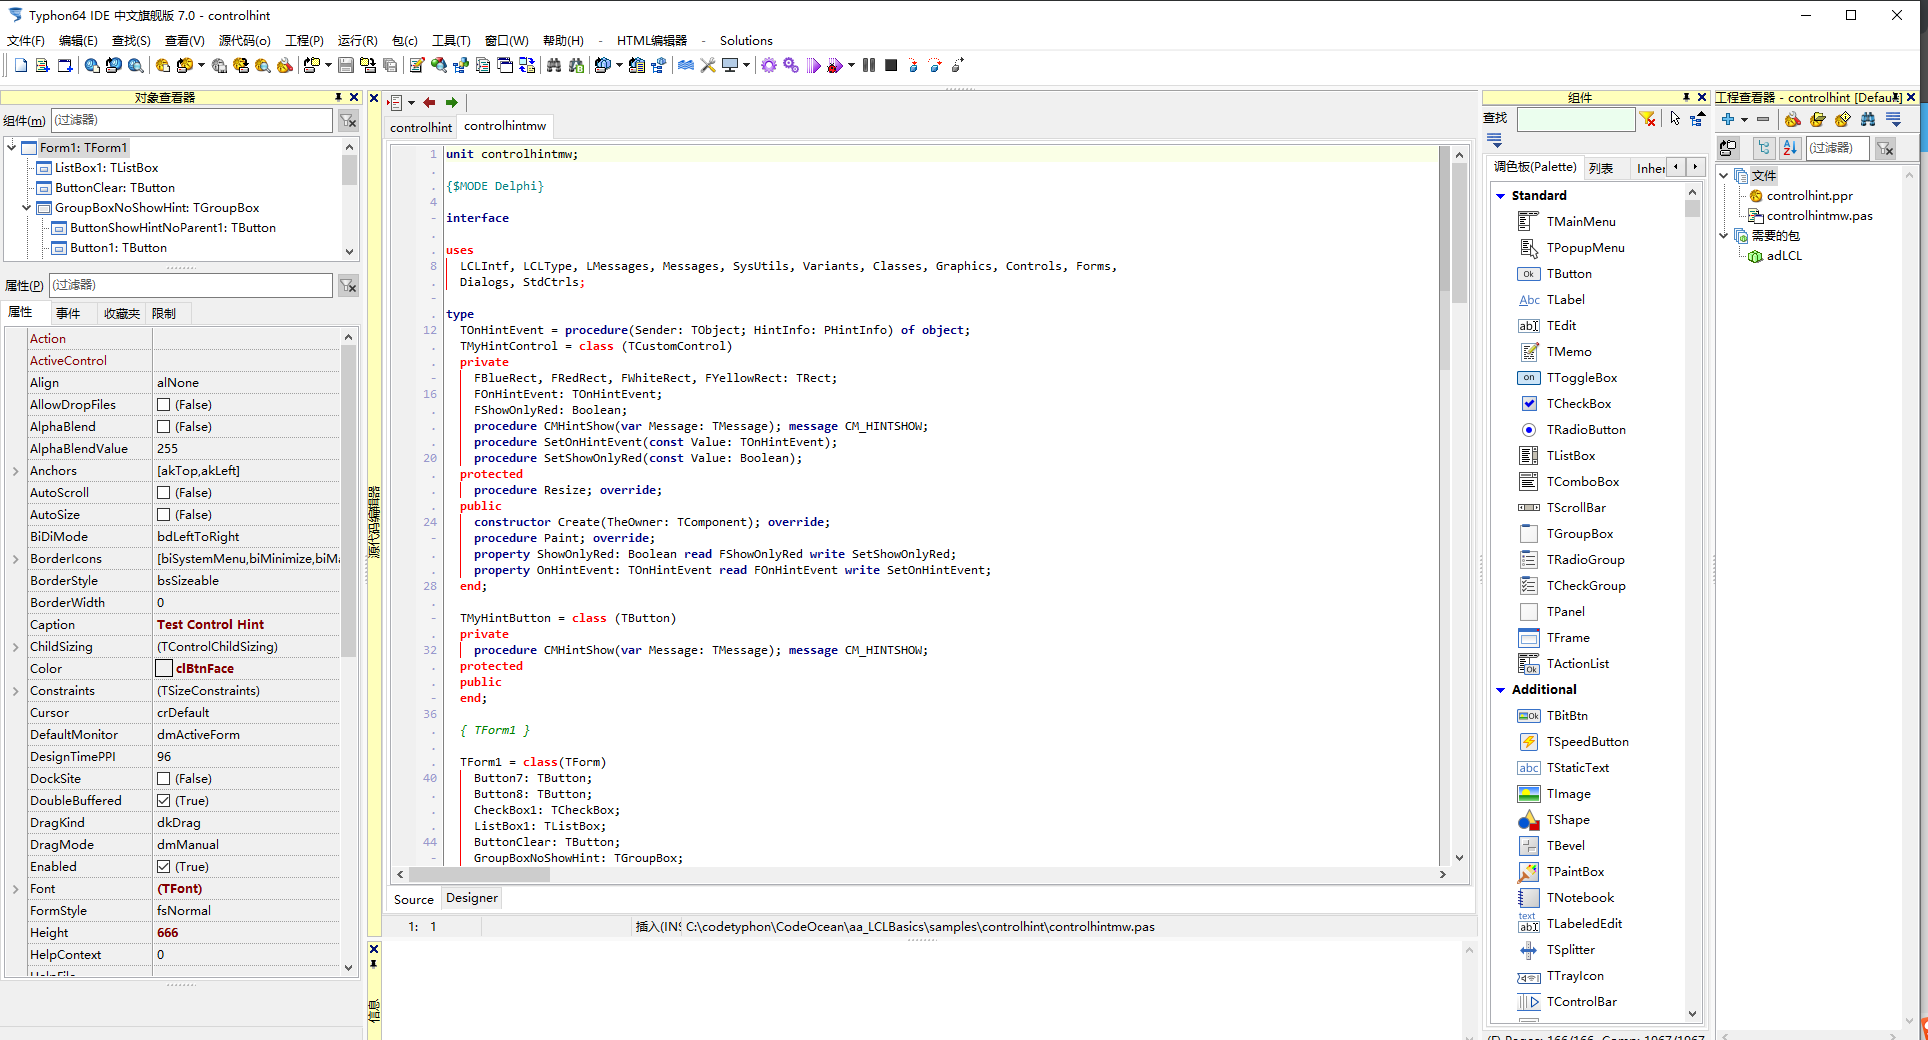 Typhon64 IDE 中文旗舰版 7.0 - controlhint
文件(F) 编辑(E) 查找(S) 查看(V) 源代码(o) 工程(P) 运行(R) 包(c) 工具(T) 窗口(W) 帮助(H) - HTML编辑器 - Solutions
对象查看器
组件(m) (过滤器)
Form1: TForm1
ListBox1: TListBox
ButtonClear: TButton
GroupBoxNoShowHint: TGroupBox
ButtonShowHintNoParent1: TButton
Button1: TButton
属性(P) (过滤器)
属性 事件 收藏夹 限制
Action
ActiveControl
Align alNone
AllowDropFiles (False)
AlphaBlend (False)
AlphaBlendValue 255
Anchors [akTop,akLeft]
AutoScroll (False)
AutoSize (False)
BiDiMode bdLeftToRight
BorderIcons [biSystemMenu,biMinimize,biMa
BorderStyle bsSizeable
BorderWidth 0
Caption Test Control Hint
ChildSizing (TControlChildSizing)
Color clBtnFace
Constraints (TSizeConstraints)
Cursor crDefault
DefaultMonitor dmActiveForm
DesignTimePPI 96
DockSite (False)
DoubleBuffered (True)
DragKind dkDrag
DragMode dmManual
Enabled (True)
Font (TFont)
FormStyle fsNormal
Height 666
HelpContext 0
HelpFile
源代码编辑器
controlhint controlhintmw
1 unit controlhintmw;
{$MODE Delphi}
4
interface
uses
8 LCLIntf, LCLType, LMessages, Messages, SysUtils, Variants, Classes, Graphics, Controls, Forms,
Dialogs, StdCtrls;
type
12 TOnHintEvent = procedure(Sender: TObject; HintInfo: PHintInfo) of object;
TMyHintControl = class (TCustomControl)
private
FBlueRect, FRedRect, FWhiteRect, FYellowRect: TRect;
16 FOnHintEvent: TOnHintEvent;
FShowOnlyRed: Boolean;
procedure CMHintShow(var Message: TMessage); message CM_HINTSHOW;
procedure SetOnHintEvent(const Value: TOnHintEvent);
20 procedure SetShowOnlyRed(const Value: Boolean);
protected
procedure Resize; override;
public
24 constructor Create(TheOwner: TComponent); override;
procedure Paint; override;
property ShowOnlyRed: Boolean read FShowOnlyRed write SetShowOnlyRed;
property OnHintEvent: TOnHintEvent read FOnHintEvent write SetOnHintEvent;
28 end;
TMyHintButton = class (TButton)
private
32 procedure CMHintShow(var Message: TMessage); message CM_HINTSHOW;
protected
public
end;
36
{ TForm1 }
TForm1 = class(TForm)
40 Button7: TButton;
Button8: TButton;
CheckBox1: TCheckBox;
ListBox1: TListBox;
44 ButtonClear: TButton;
GroupBoxNoShowHint: TGroupBox;
Source Designer
1: 1 插入(INS C:\codetyphon\CodeOcean\aa_LCLBasics\samples\controlhint\controlhintmw.pas
信息
组件
查找
调色板(Palette) 列表 Inher
Standard
TMainMenu
TPopupMenu
TButton
TLabel
TEdit
TMemo
TToggleBox
TCheckBox
TRadioButton
TListBox
TComboBox
TScrollBar
TGroupBox
TRadioGroup
TCheckGroup
TPanel
TFrame
TActionList
Additional
TBitBtn
TSpeedButton
TStaticText
TImage
TShape
TBevel
TPaintBox
TNotebook
TLabeledEdit
TSplitter
TTrayIcon
TControlBar
(F) Pages: 166/166 Comp: 1067/1067
工程查看器 - controlhint [Defau
(过滤器)
文件
controlhint.ppr
controlhintmw.pas
需要的包
adLCL